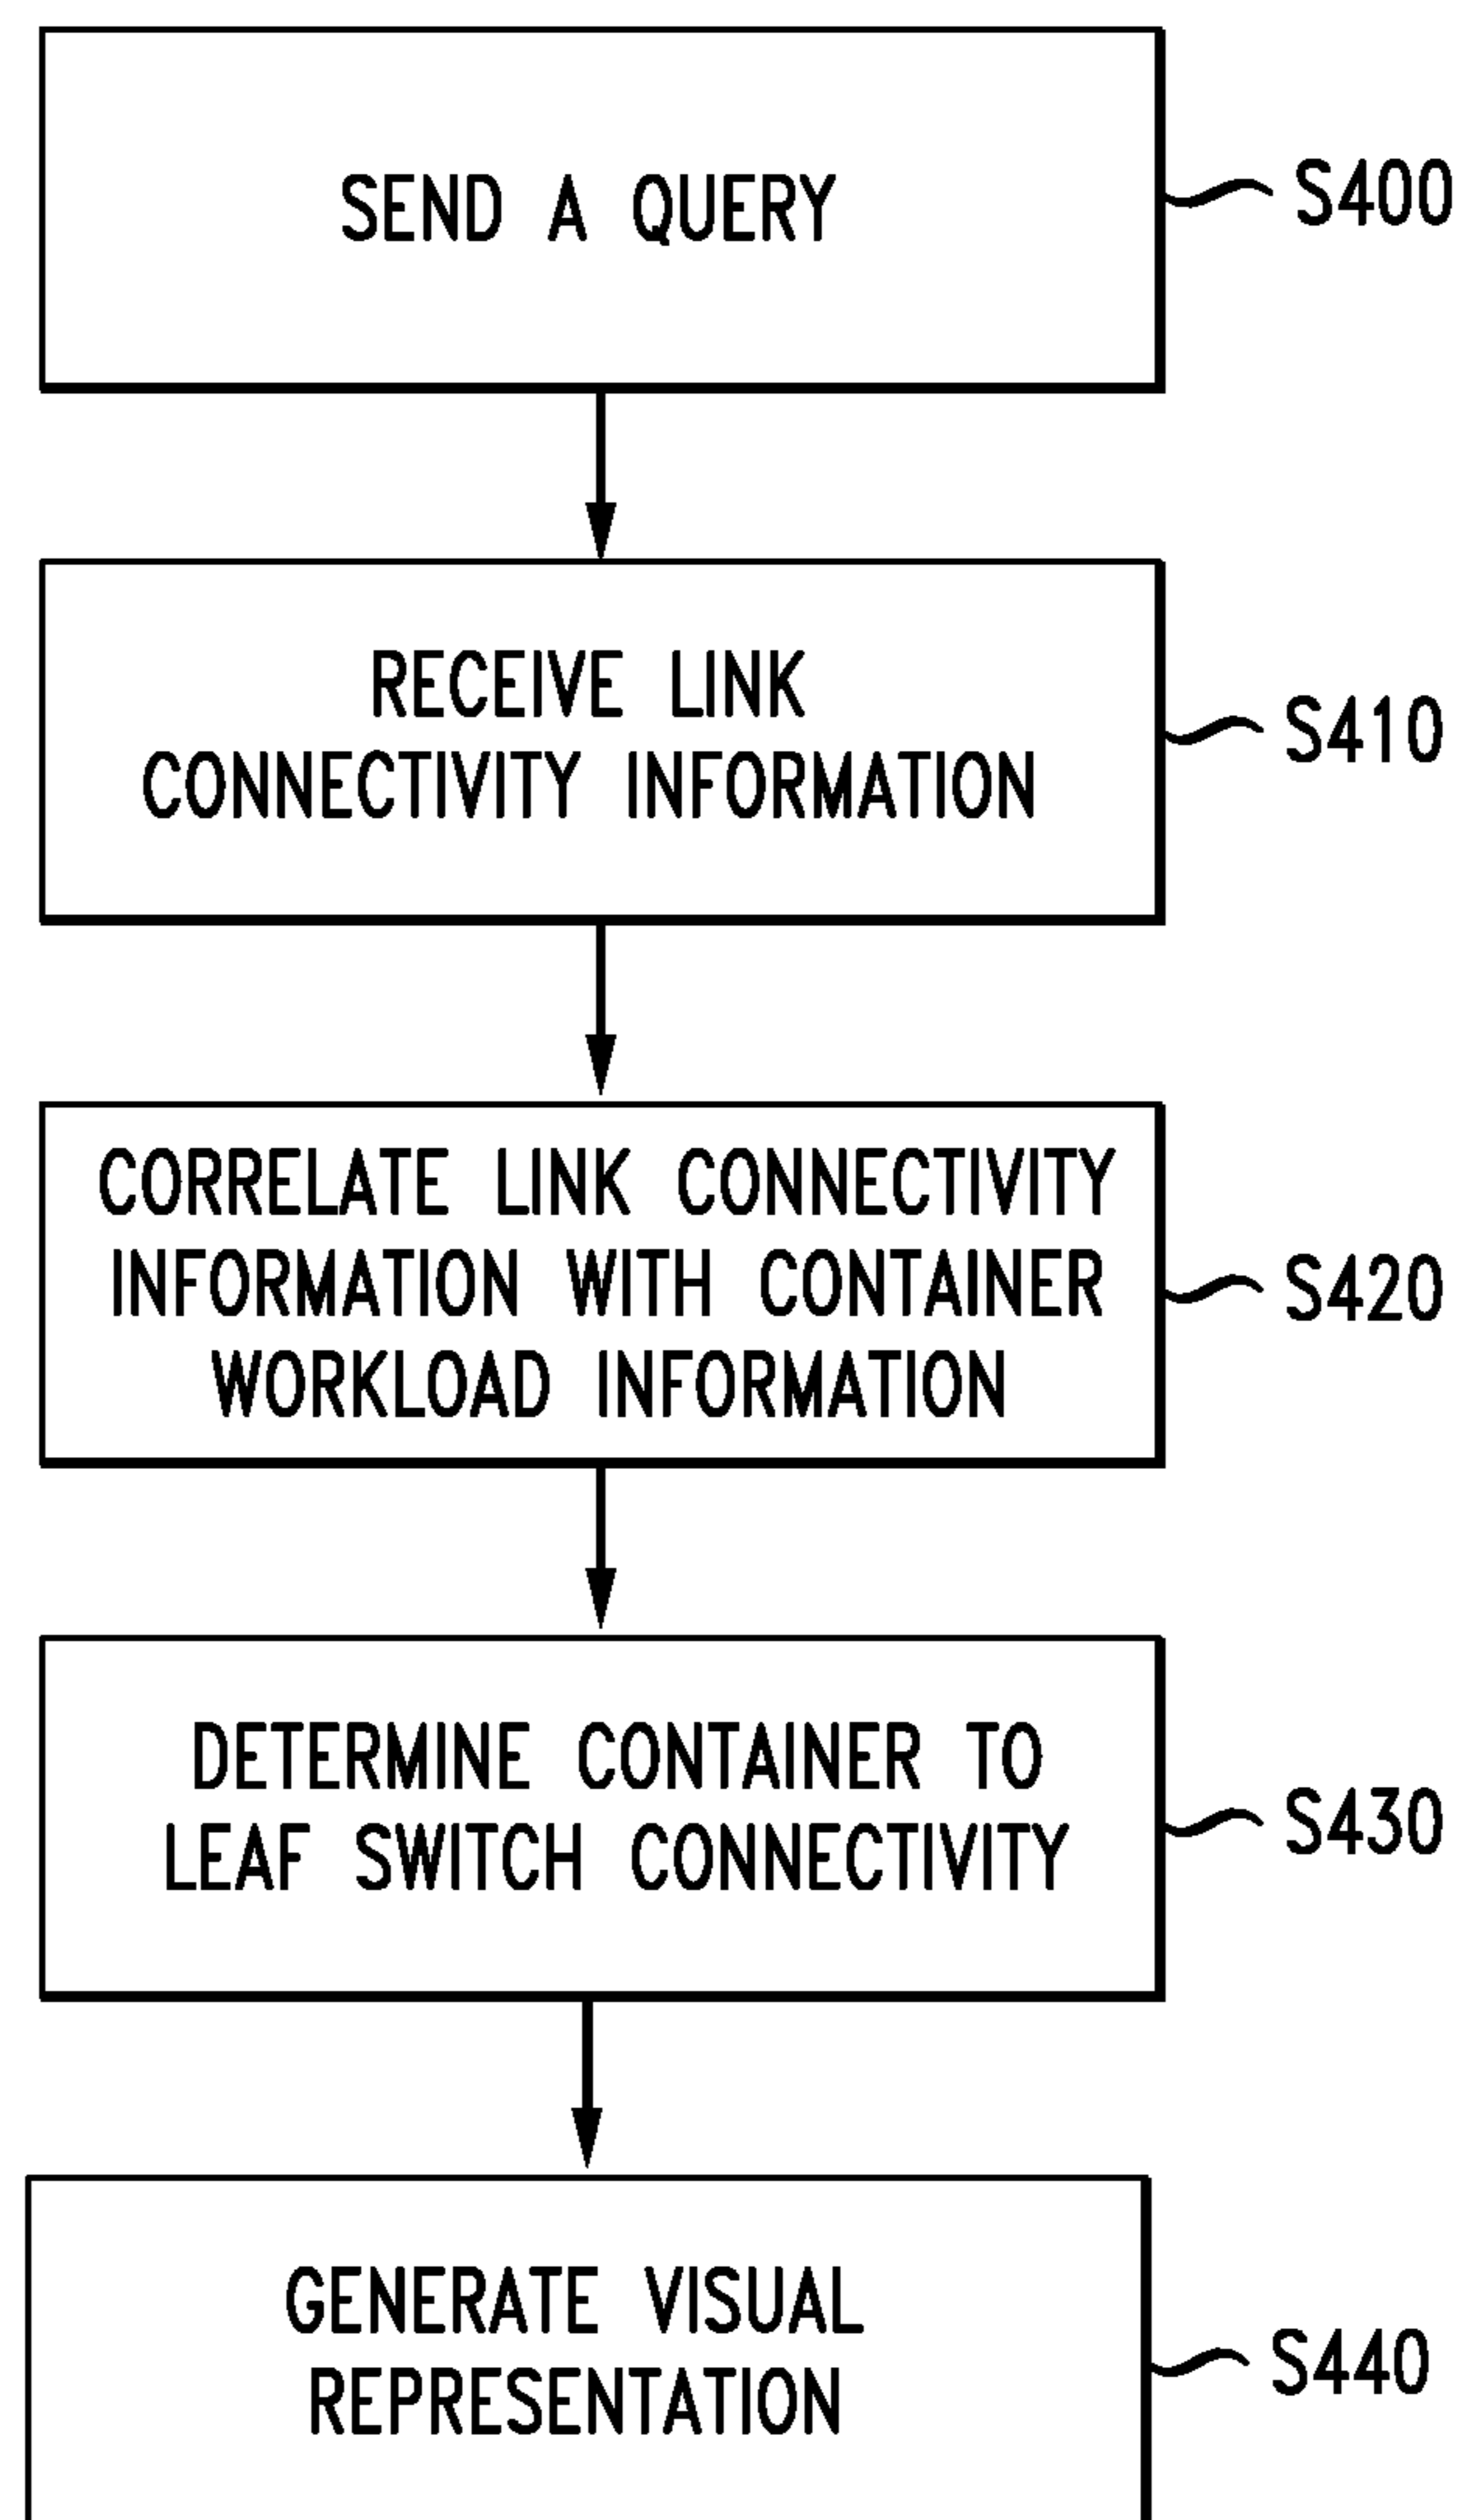 SEND A QUERY
S400
RECEIVE LINK
CONNECTIVITY INFORMATION
S410
CORRELATE LINK CONNECTIVITY
INFORMATION WITH CONTAINER
WORKLOAD INFORMATION
S420
DETERMINE CONTAINER TO
LEAF SWITCH CONNECTIVITY
S430
GENERATE VISUAL
REPRESENTATION
S440